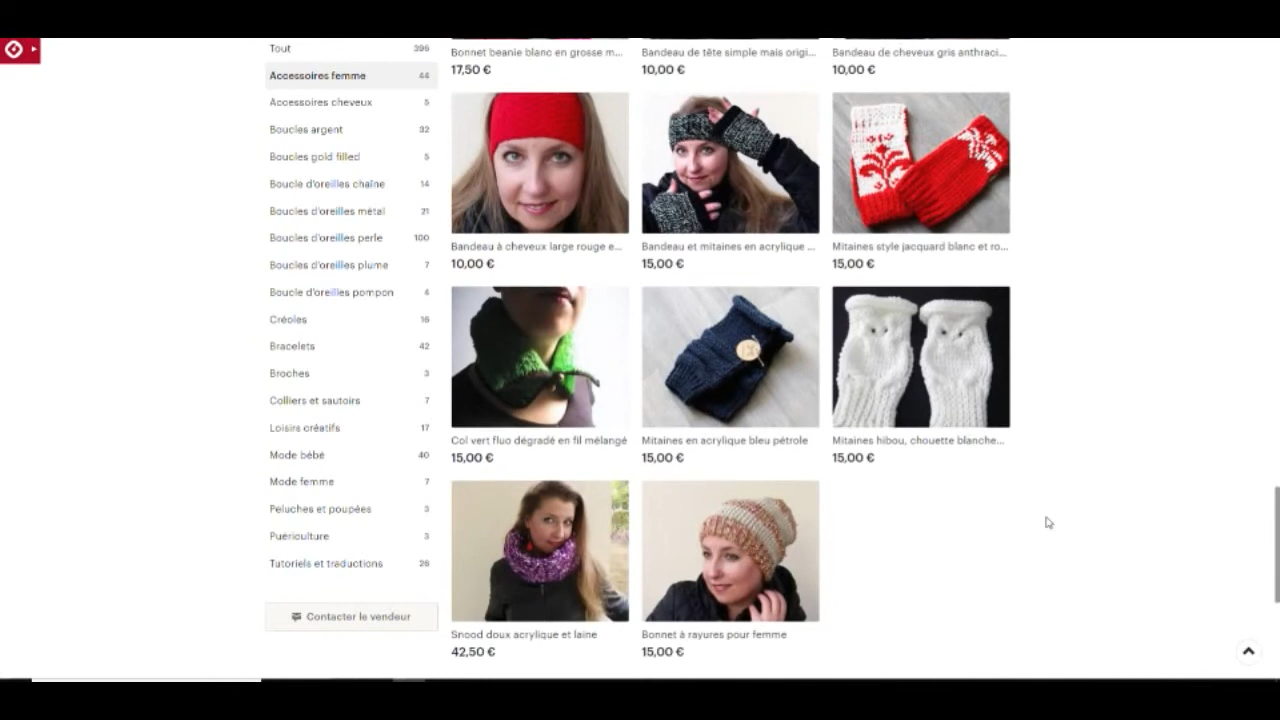 Tout 396
Accessoires femme 44
Accessoires cheveux 5
Boucles argent 32
Boucles gold filled 5
Boucle d'oreilles chaîne 14
Boucles d'oreilles métal 21
Boucles d'oreilles perle 100
Boucles d'oreilles plume 7
Boucle d'oreilles pompon 4
Créoles 16
Bracelets 42
Broches 3
Colliers et sautoirs 7
Loisirs créatifs 17
Mode bébé 40
Mode femme 7
Peluches et poupées 3
Puericulture 3
Tutoriels et traductions 26
Contacter le vendeur
Bonnet beanie blanc en grosse m...
17,50 €
Bandeau de tête simple mais origi...
10,00 €
Bandeau de cheveux gris anthraci...
10,00 €
Bandeau à cheveux large rouge e...
10,00 €
Bandeau et mitaines en acrylique ...
15,00 €
Mitaines style jacquard blanc et ro...
15,00 €
Col vert fluo dégradé en fil mélangé
15,00 €
Mitaines en acrylique bleu pétrole
15,00 €
Mitaines hibou, chouette blanche...
15,00 €
Snood doux acrylique et laine
42,50 €
Bonnet à rayures pour femme
15,00 €